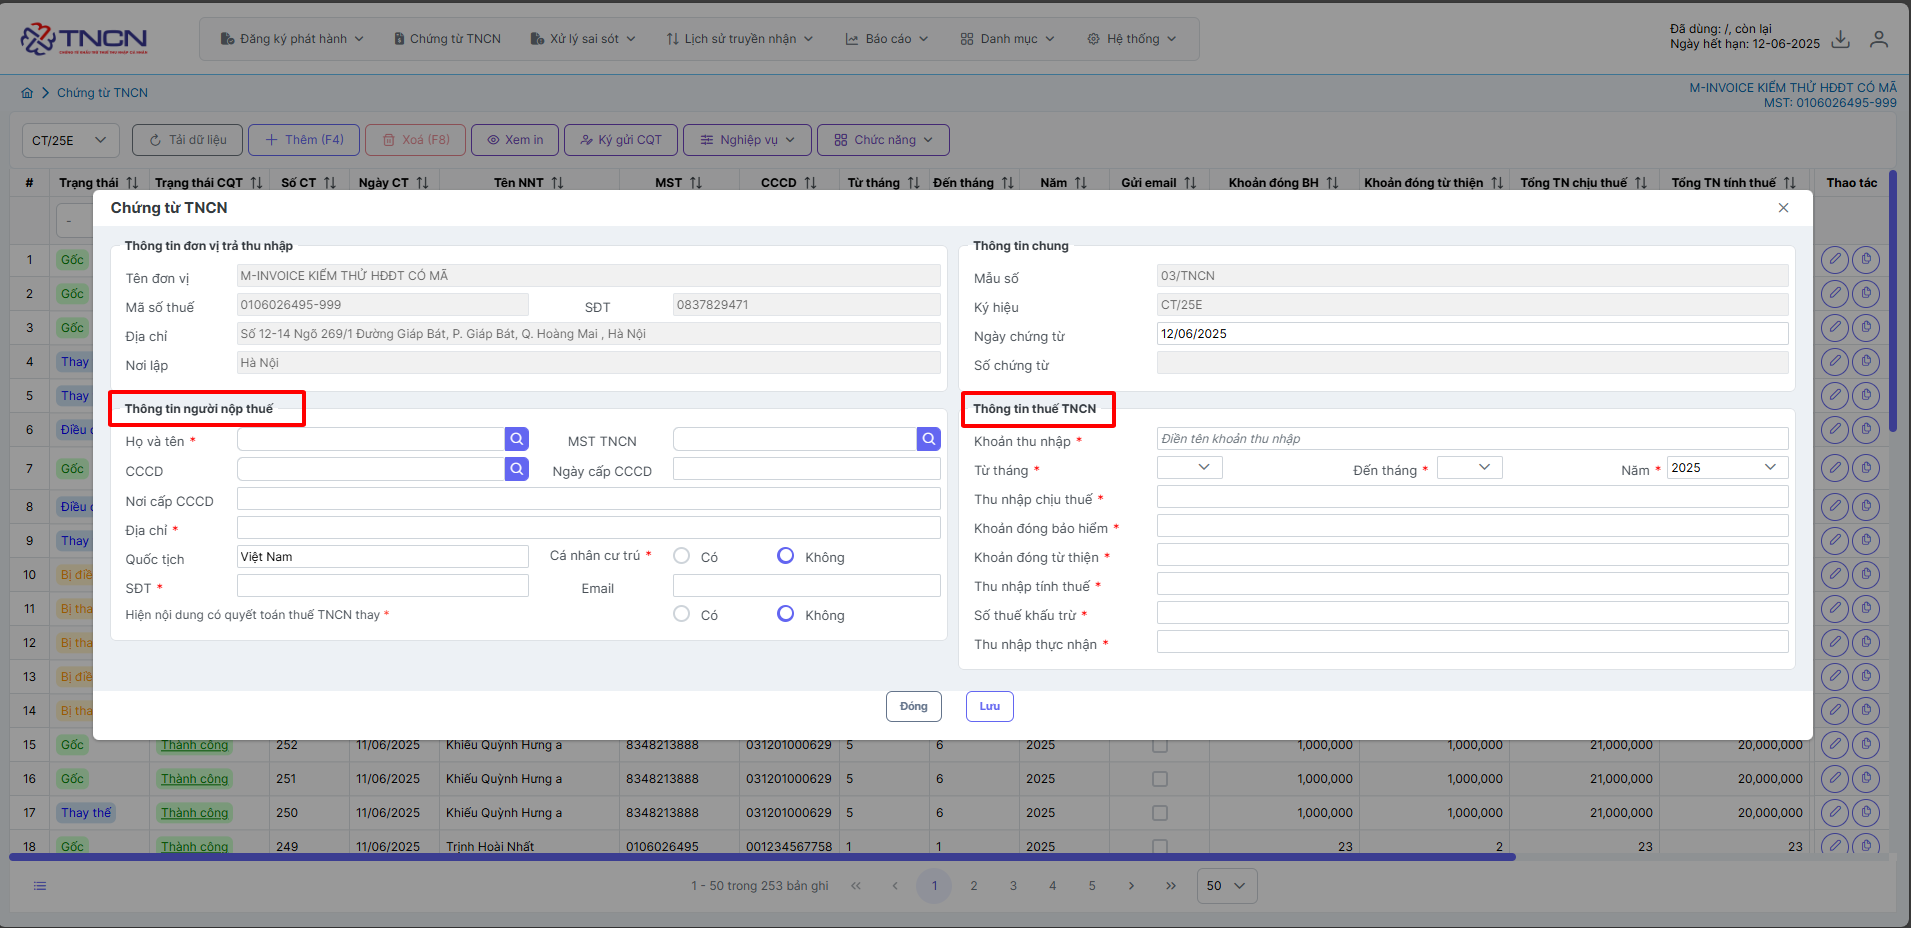 TNCN
CHỨNG TỪ KHẤU TRỪ THUẾ THU NHẬP CÁ NHÂN
Đăng ký phát hành
Chứng từ TNCN
Xử lý sai sót
Lịch sử truyền nhận
Báo cáo
Danh mục
Hệ thống
Đã dùng: /, còn lại
Ngày hết hạn: 12-06-2025
Chứng từ TNCN
M-INVOICE KIỂM THỬ HĐĐT CÓ MÃ
MST: 0106026495-999
CT/25E
Tải dữ liệu
Thêm (F4)
Xoá (F8)
Xem in
Ký gửi CQT
Nghiệp vụ
Chức năng
# Trạng thái Trạng thái CQT Số CT Ngày CT Tên NNT MST CCCD Từ tháng Đến tháng Năm Gửi email Khoản đóng BH Khoản đóng từ thiện Tổng TN chịu thuế Tổng TN tính thuế Thao tác
-
1 Gốc
2 Gốc
3 Gốc
4 Thay
5 Thay
6 Điều c
7 Gốc
8 Điều c
9 Thay
10 Bị điề
11 Bị tha
12 Bị tha
13 Bị điề
14 Bị tha
Chứng từ TNCN
Thông tin đơn vị trả thu nhập
Tên đơn vị M-INVOICE KIỂM THỬ HĐĐT CÓ MÃ
Mã số thuế 0106026495-999 SĐT 0837829471
Địa chỉ Số 12-14 Ngõ 269/1 Đường Giáp Bát, P. Giáp Bát, Q. Hoàng Mai , Hà Nội
Nơi lập Hà Nội
Thông tin chung
Mẫu số 03/TNCN
Ký hiệu CT/25E
Ngày chứng từ 12/06/2025
Số chứng từ
Thông tin người nộp thuế
Họ và tên * MST TNCN
CCCD Ngày cấp CCCD
Nơi cấp CCCD
Địa chỉ *
Quốc tịch Việt Nam Cá nhân cư trú * Có Không
SĐT * Email
Hiện nội dung có quyết toán thuế TNCN thay * Có Không
Thông tin thuế TNCN
Khoản thu nhập * Điền tên khoản thu nhập
Từ tháng * Đến tháng * Năm * 2025
Thu nhập chịu thuế *
Khoản đóng bảo hiểm *
Khoản đóng từ thiện *
Thu nhập tính thuế *
Số thuế khấu trừ *
Thu nhập thực nhận *
Đóng
Lưu
15 Gốc Thành công 252 11/06/2025 Khiếu Quỳnh Hưng a 8348213888 031201000629 5 6 2025 1,000,000 1,000,000 21,000,000 20,000,000
16 Gốc Thành công 251 11/06/2025 Khiếu Quỳnh Hưng a 8348213888 031201000629 5 6 2025 1,000,000 1,000,000 21,000,000 20,000,000
17 Thay thế Thành công 250 11/06/2025 Khiếu Quỳnh Hưng a 8348213888 031201000629 5 6 2025 1,000,000 1,000,000 21,000,000 20,000,000
18 Gốc Thành công 249 11/06/2025 Trịnh Hoài Nhất 0106026495 001234567758 1 1 2025 23 2 23 23
1 - 50 trong 253 bản ghi
1 2 3 4 5
50